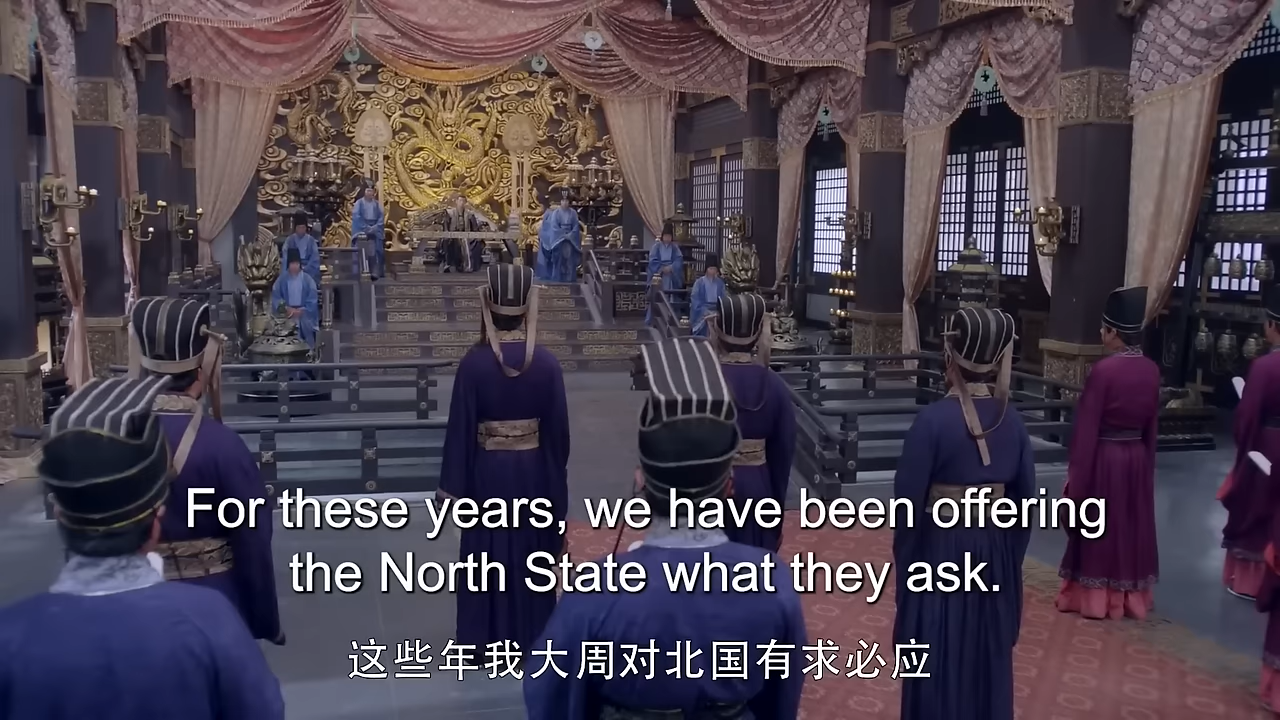 For these years, we have been offering
the North State what they ask.
这些年我大周对北国有求必应